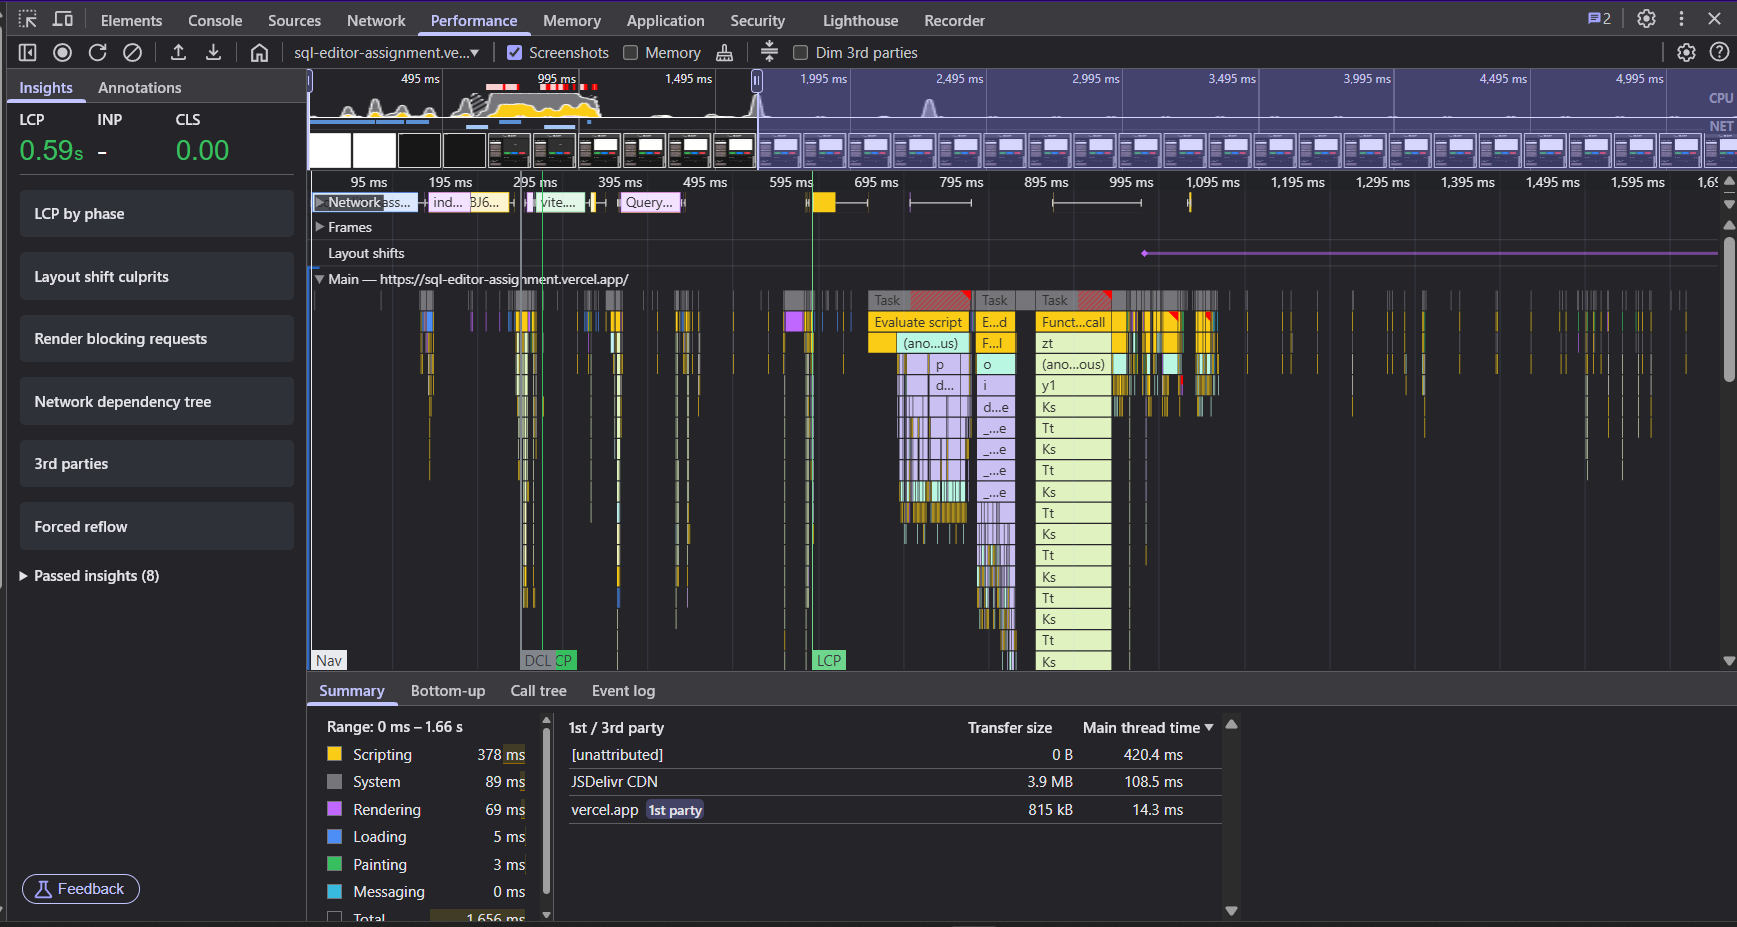 Elements Console Sources Network Performance Memory Application Security Lighthouse Recorder 2
sql-editor-assignment.ve... Screenshots Memory Dim 3rd parties
Insights Annotations
LCP INP CLS
0.59s - 0.00
LCP by phase
Layout shift culprits
Render blocking requests
Network dependency tree
3rd parties
Forced reflow
Passed insights (8)
Feedback
495 ms 995 ms 1,495 ms 1,995 ms 2,495 ms 2,995 ms 3,495 ms 3,995 ms 4,495 ms 4,995 ms
CPU
NET
95 ms 195 ms 295 ms 395 ms 495 ms 595 ms 695 ms 795 ms 895 ms 995 ms 1,095 ms 1,195 ms 1,295 ms 1,395 ms 1,495 ms 1,595 ms
Network ass... ind... 3J6... vite.... Query...
Frames
Layout shifts
Main — https://sql-editor-assignment.vercel.app/
Task Task Task
Evaluate script E...d Funct...call
(ano...us) F...l zt
p o (ano...ous)
d... i y1
d...e Ks
_...e Tt
_...e Ks
_...e Tt
_...e Ks
Tt
Ks
Tt
Ks
Tt
Ks
Tt
Ks
Nav DCL CP LCP
Summary Bottom-up Call tree Event log
Range: 0 ms – 1.66 s
Scripting 378 ms
System 89 ms
Rendering 69 ms
Loading 5 ms
Painting 3 ms
Messaging 0 ms
Total 1,656 ms
1st / 3rd party Transfer size Main thread time
[unattributed] 0 B 420.4 ms
JSDelivr CDN 3.9 MB 108.5 ms
vercel.app 1st party 815 kB 14.3 ms